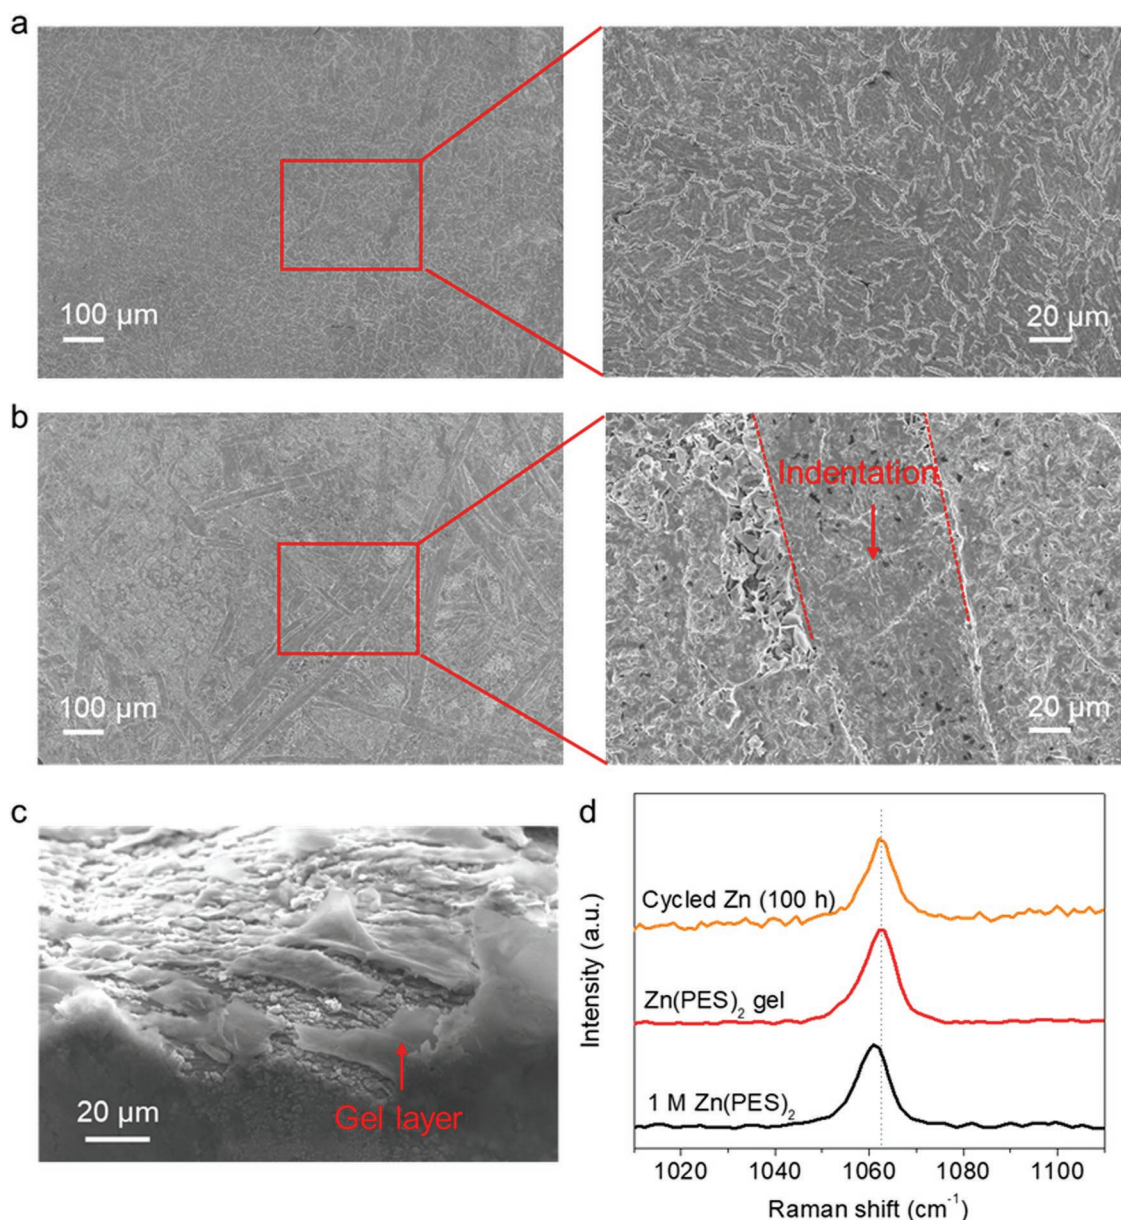 a
100 μm
20 μm
b
100 μm
Indentation
20 μm
c
20 μm
Gel layer
d
Intensity (a.u.)
Cycled Zn (100 h)
Zn(PES)₂ gel
1 M Zn(PES)₂
1020 1040 1060 1080 1100
Raman shift (cm⁻¹)